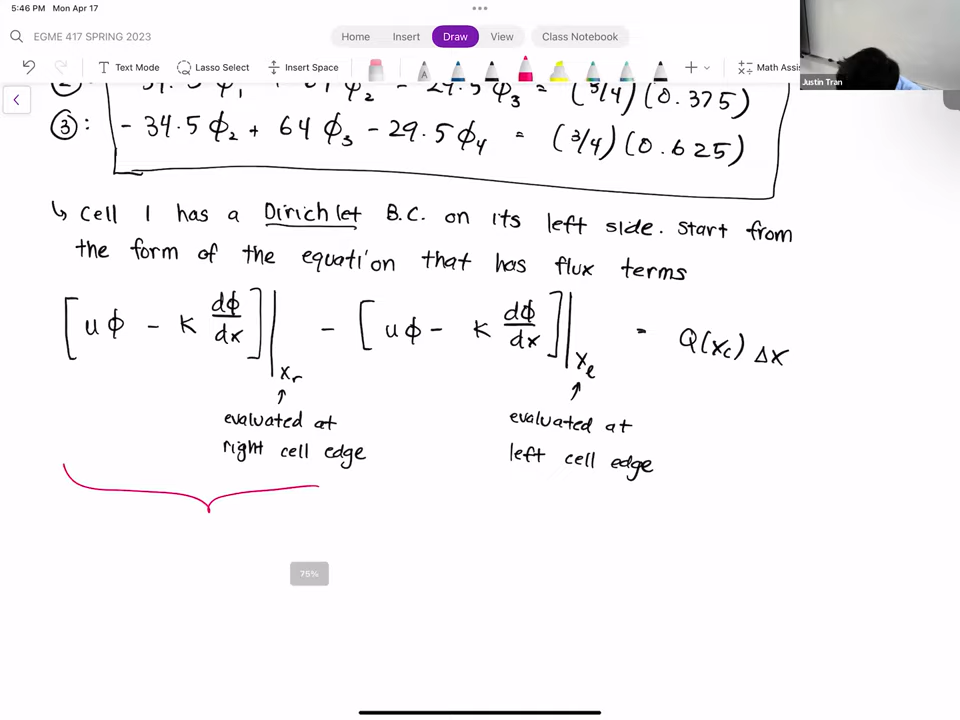 5:46 PM Mon Apr 17
EGME 417 SPRING 2023
Home Insert Draw View Class Notebook
Text Mode Lasso Select Insert Space Math Assis
Justin Tran
= (3/4)(0.375)
③: - 34.5 ϕ₂ + 64 ϕ₃ - 29.5 ϕ₄ = (3/4)(0.625)
↳ Cell 1 has a Dirichlet B.C. on its left side. Start from
the form of the equation that has flux terms
[uϕ - K dϕ/dx]|xᵣ - [uϕ - K dϕ/dx]|xₗ = Q(x_c) Δx
↑ ↑
evaluated at evaluated at
right cell edge left cell edge
75%